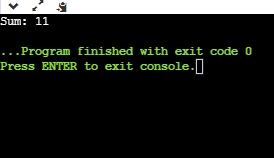 Sum: 11
...Program finished with exit code 0
Press ENTER to exit console.